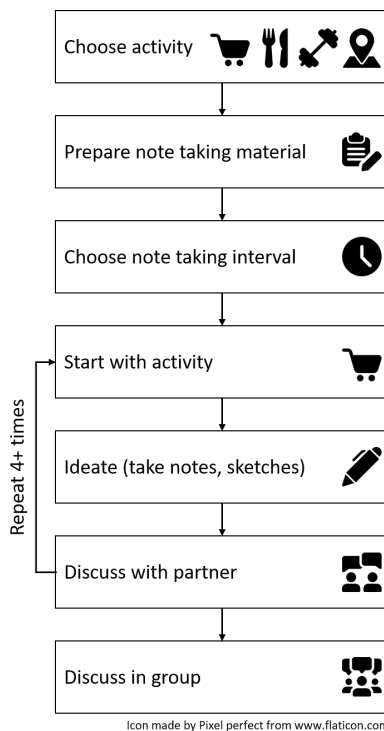 Choose activity
Prepare note taking material
Choose note taking interval
Start with activity
Repeat 4+ times
Ideate (take notes, sketches)
Discuss with partner
Discuss in group
Icon made by Pixel perfect from www.flaticon.com